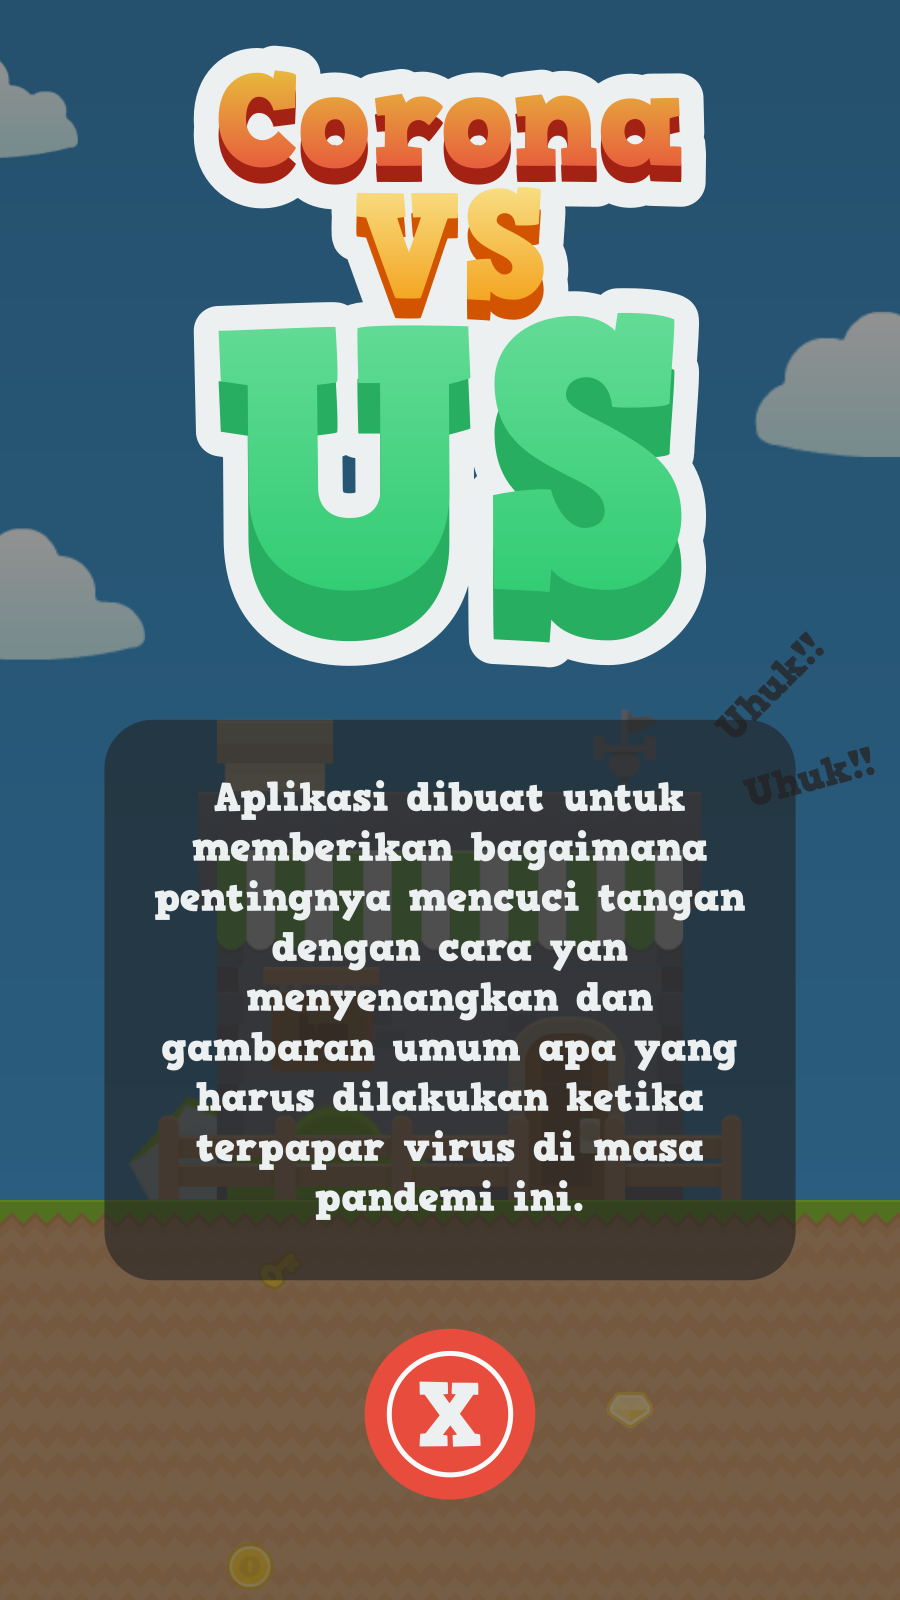 Corona
vs
US
Uhuk!!
Uhuk!!
Aplikasi dibuat untuk
memberikan bagaimana
pentingnya mencuci tangan
dengan cara yan
menyenangkan dan
gambaran umum apa yang
harus dilakukan ketika
terpapar virus di masa
pandemi ini.
X